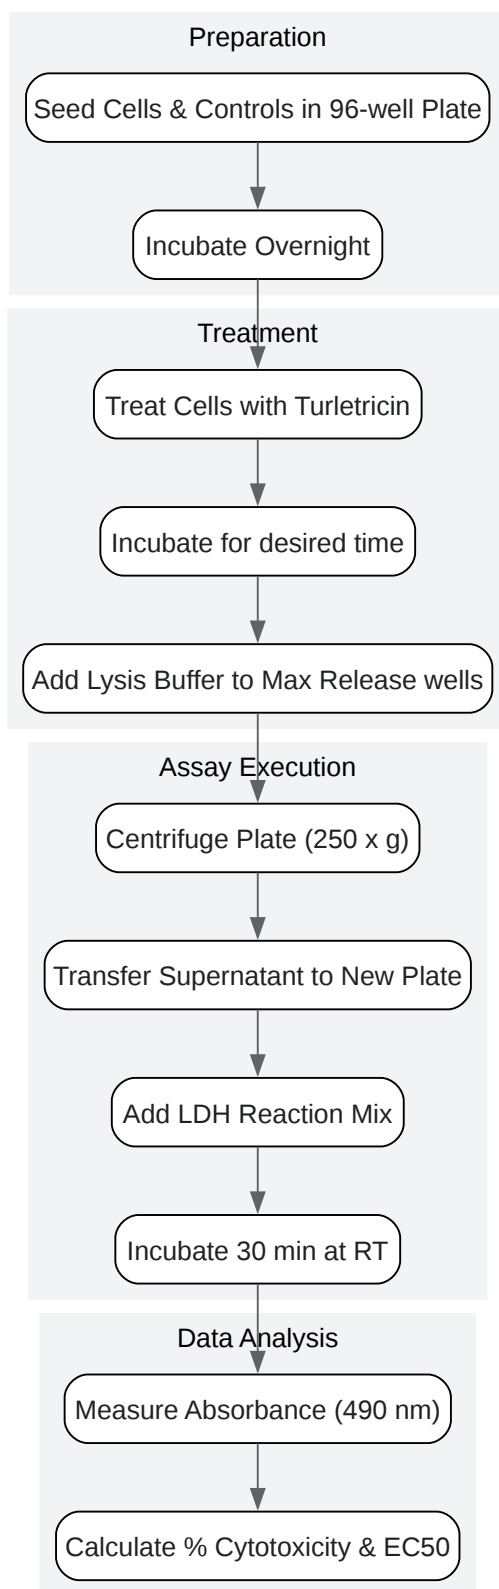 Preparation
Seed Cells & Controls in 96-well Plate
Incubate Overnight
Treatment
Treat Cells with Turletricin
Incubate for desired time
Add Lysis Buffer to Max Release wells
Assay Execution
Centrifuge Plate (250 x g)
Transfer Supernatant to New Plate
Add LDH Reaction Mix
Incubate 30 min at RT
Data Analysis
Measure Absorbance (490 nm)
Calculate % Cytotoxicity & EC50